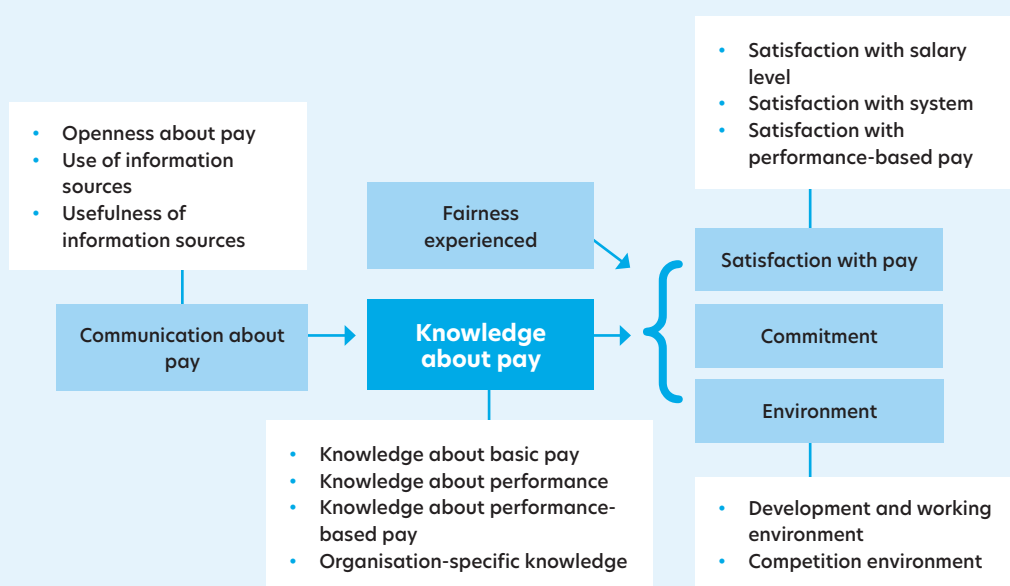 • Openness about pay
• Use of information
sources
• Usefulness of
information sources
Communication about
pay
Fairness
experienced
Knowledge
about pay
• Knowledge about basic pay
• Knowledge about performance
• Knowledge about performance-
based pay
• Organisation-specific knowledge
• Satisfaction with salary
level
• Satisfaction with system
• Satisfaction with
performance-based pay
Satisfaction with pay
Commitment
Environment
• Development and working
environment
• Competition environment